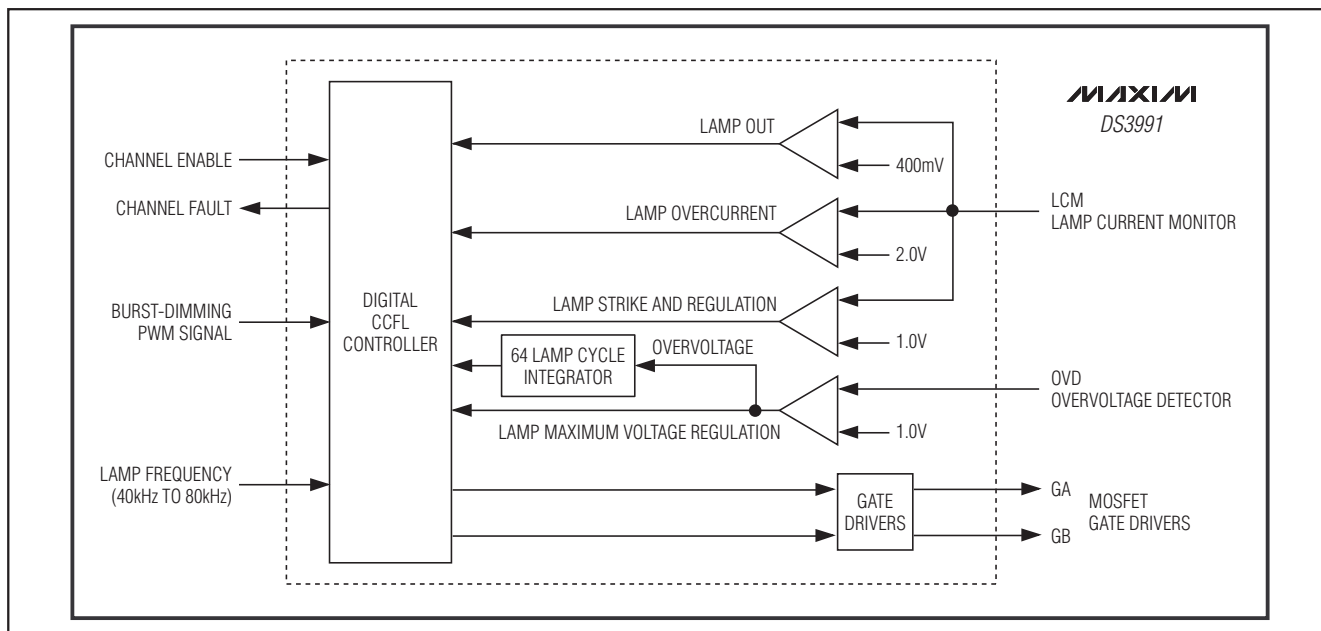 MAXIM
DS3991
CHANNEL ENABLE
CHANNEL FAULT
BURST-DIMMING
PWM SIGNAL
LAMP FREQUENCY
(40kHz TO 80kHz)
DIGITAL
CCFL
CONTROLLER
LAMP OUT
400mV
LAMP OVERCURRENT
2.0V
LAMP STRIKE AND REGULATION
1.0V
64 LAMP CYCLE
INTEGRATOR
OVERVOLTAGE
LAMP MAXIMUM VOLTAGE REGULATION
1.0V
LCM
LAMP CURRENT MONITOR
OVD
OVERVOLTAGE DETECTOR
GATE
DRIVERS
GA
GB
MOSFET
GATE DRIVERS